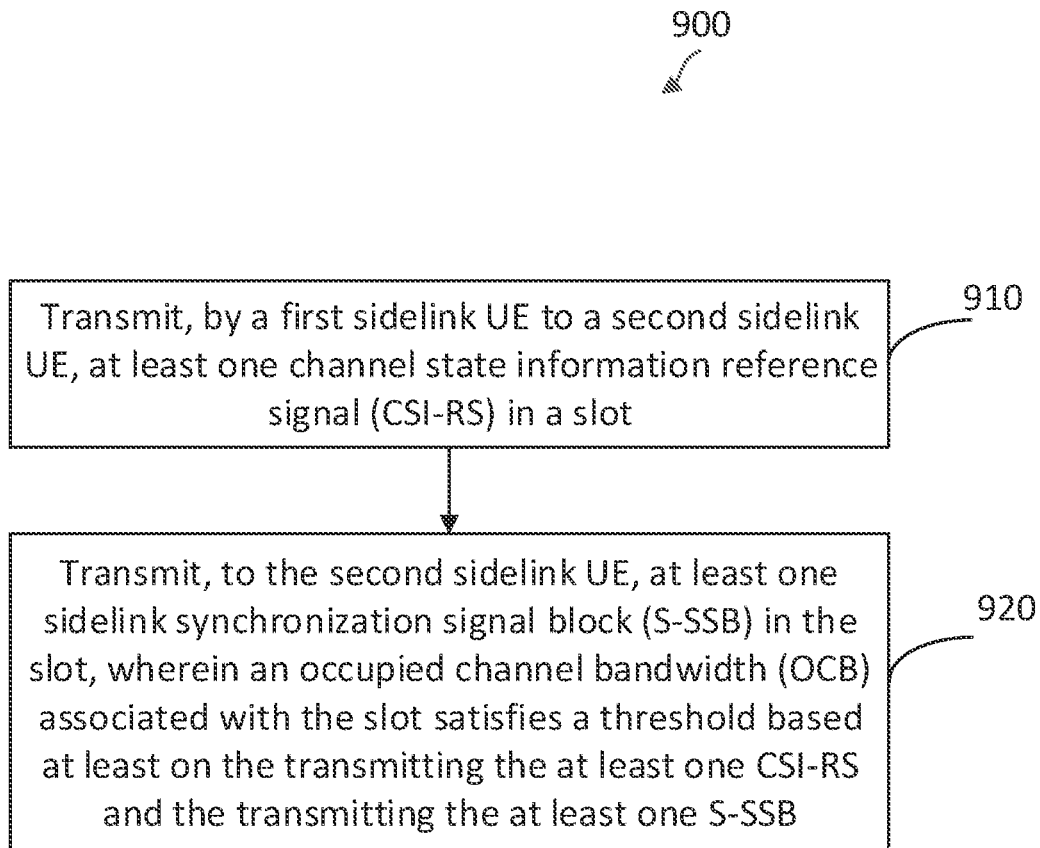 900
Transmit, by a first sidelink UE to a second sidelink
UE, at least one channel state information reference
signal (CSI-RS) in a slot
910
Transmit, to the second sidelink UE, at least one
sidelink synchronization signal block (S-SSB) in the
slot, wherein an occupied channel bandwidth (OCB)
associated with the slot satisfies a threshold based
at least on the transmitting the at least one CSI-RS
and the transmitting the at least one S-SSB
920